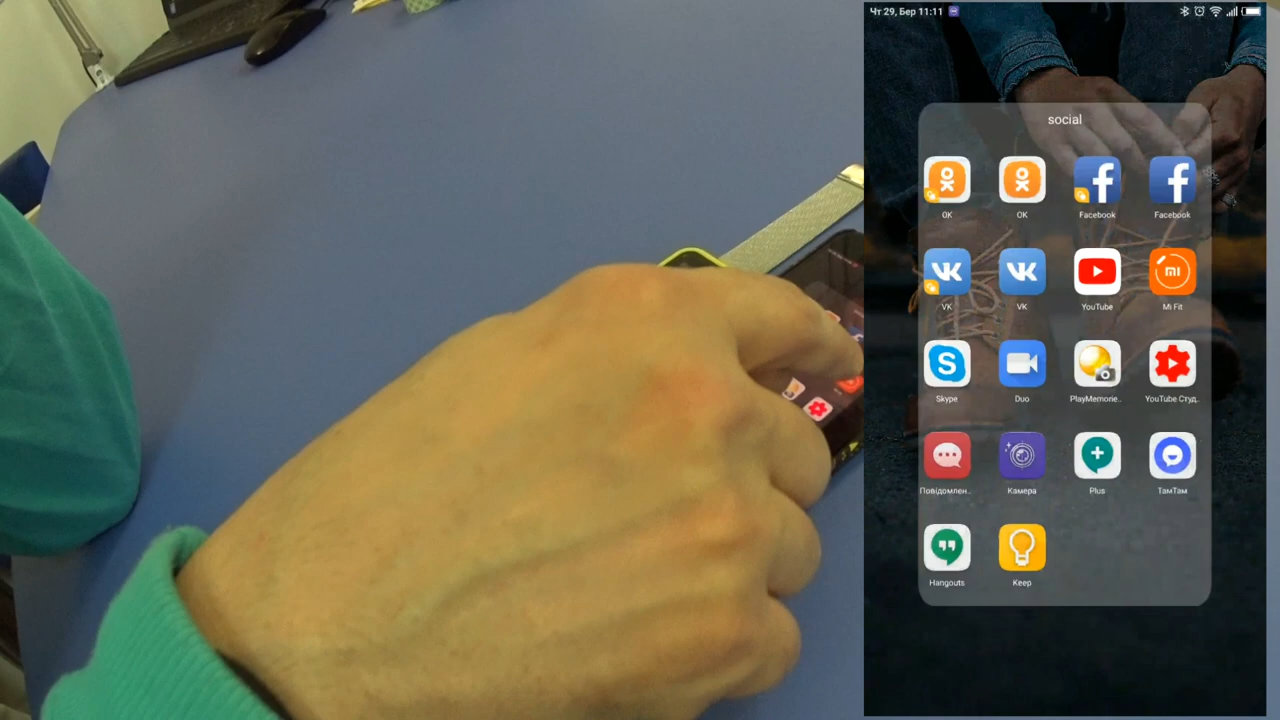 Чт 29, Бер 11:11
social
OK OK Facebook Facebook
VK VK YouTube Mi Fit
Skype Duo PlayMemorie.. YouTube Студ..
Повідомлен.. Камера Plus ТамТам
Hangouts Keep